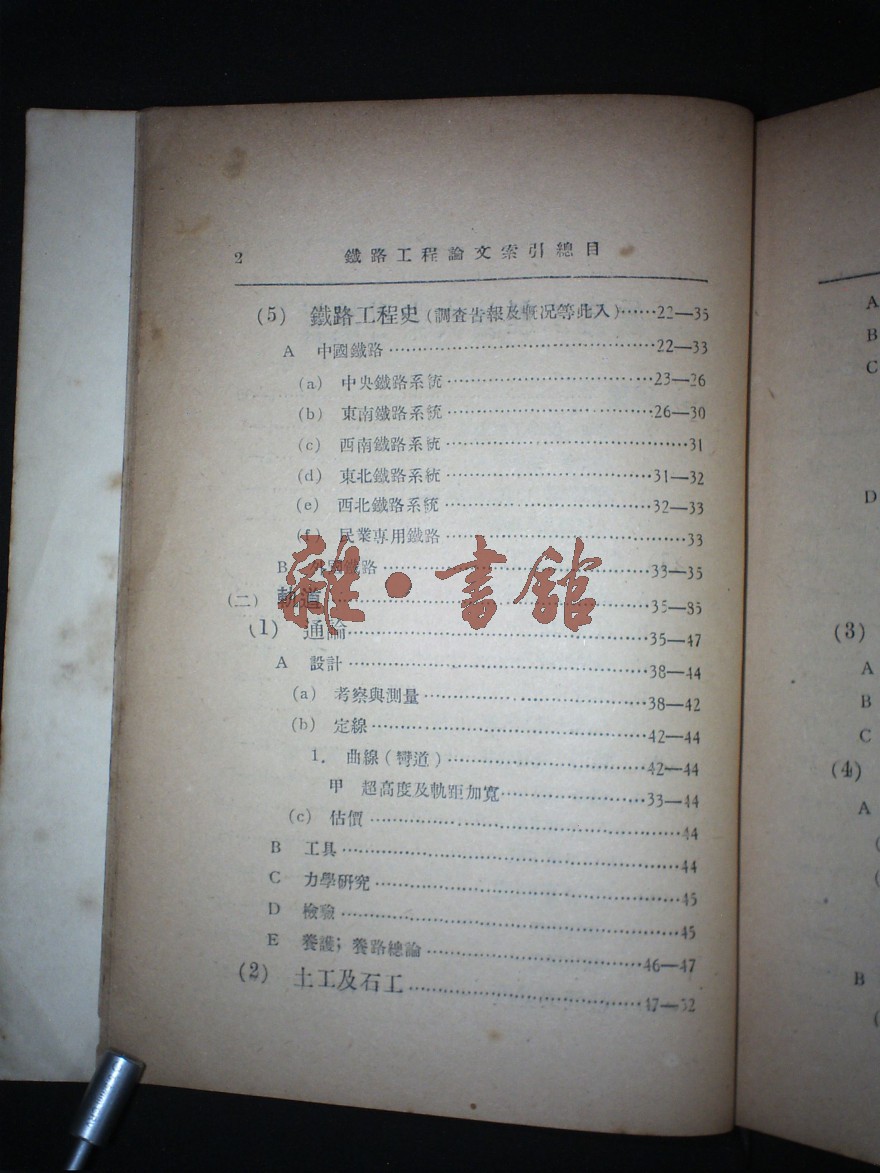 2 鐵路工程論文索引總目
(5) 鐵路工程史(調查告報及概况等此入)……22—35
A 中國鐵路……22—33
(a) 中央鐵路系統……23—26
(b) 東南鐵路系統……26—30
(c) 西南鐵路系統……31
(d) 東北鐵路系統……31—32
(e) 西北鐵路系統……32—33
(f) 民業專用鐵路……33
B 外國鐵路……33—35
(二) 軌道……35—85
(1) 通論……35—47
A 設計……38—44
(a) 考察與測量……38—42
(b) 定線……42—44
1. 曲線(彎道)……42—44
甲 超高度及軌距加寬……33—44
(c) 估價……44
B 工具……44
C 力學研究……45
D 檢驗……45
E 養護;養路總論……46—47
(2) 土工及石工……47—52
雜·書館
A
B
C
D
(3)
A
B
C
(4)
A
(
(
B
(